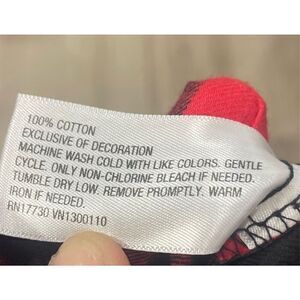 100% COTTON
EXCLUSIVE OF DECORATION
MACHINE WASH COLD WITH LIKE COLORS. GENTLE
CYCLE. ONLY NON-CHLORINE BLEACH IF NEEDED.
TUMBLE DRY LOW. REMOVE PROMPTLY. WARM
IRON IF NEEDED.
RN17730 VN1300110